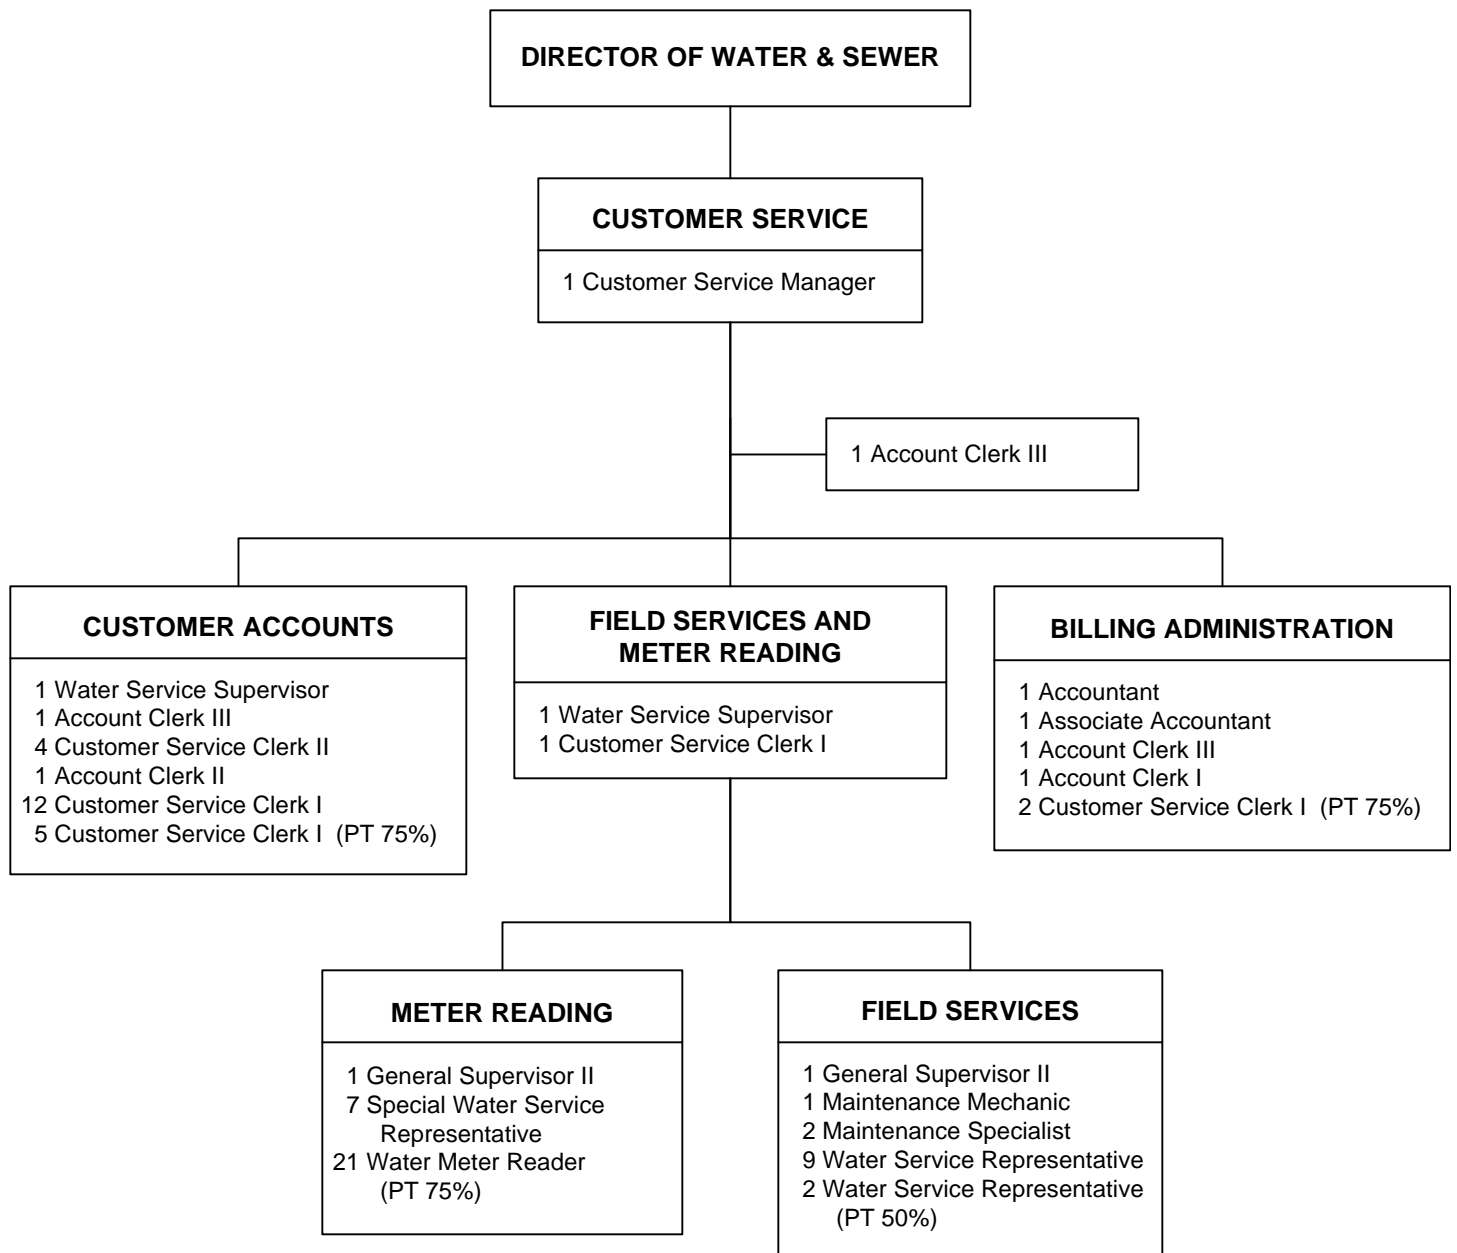 DIRECTOR OF WATER & SEWER
CUSTOMER SERVICE
1 Customer Service Manager
1 Account Clerk III
CUSTOMER ACCOUNTS
1 Water Service Supervisor
1 Account Clerk III
4 Customer Service Clerk II
1 Account Clerk II
12 Customer Service Clerk I
5 Customer Service Clerk I (PT 75%)
FIELD SERVICES AND
METER READING
1 Water Service Supervisor
1 Customer Service Clerk I
BILLING ADMINISTRATION
1 Accountant
1 Associate Accountant
1 Account Clerk III
1 Account Clerk I
2 Customer Service Clerk I (PT 75%)
METER READING
1 General Supervisor II
7 Special Water Service
Representative
21 Water Meter Reader
(PT 75%)
FIELD SERVICES
1 General Supervisor II
1 Maintenance Mechanic
2 Maintenance Specialist
9 Water Service Representative
2 Water Service Representative
(PT 50%)